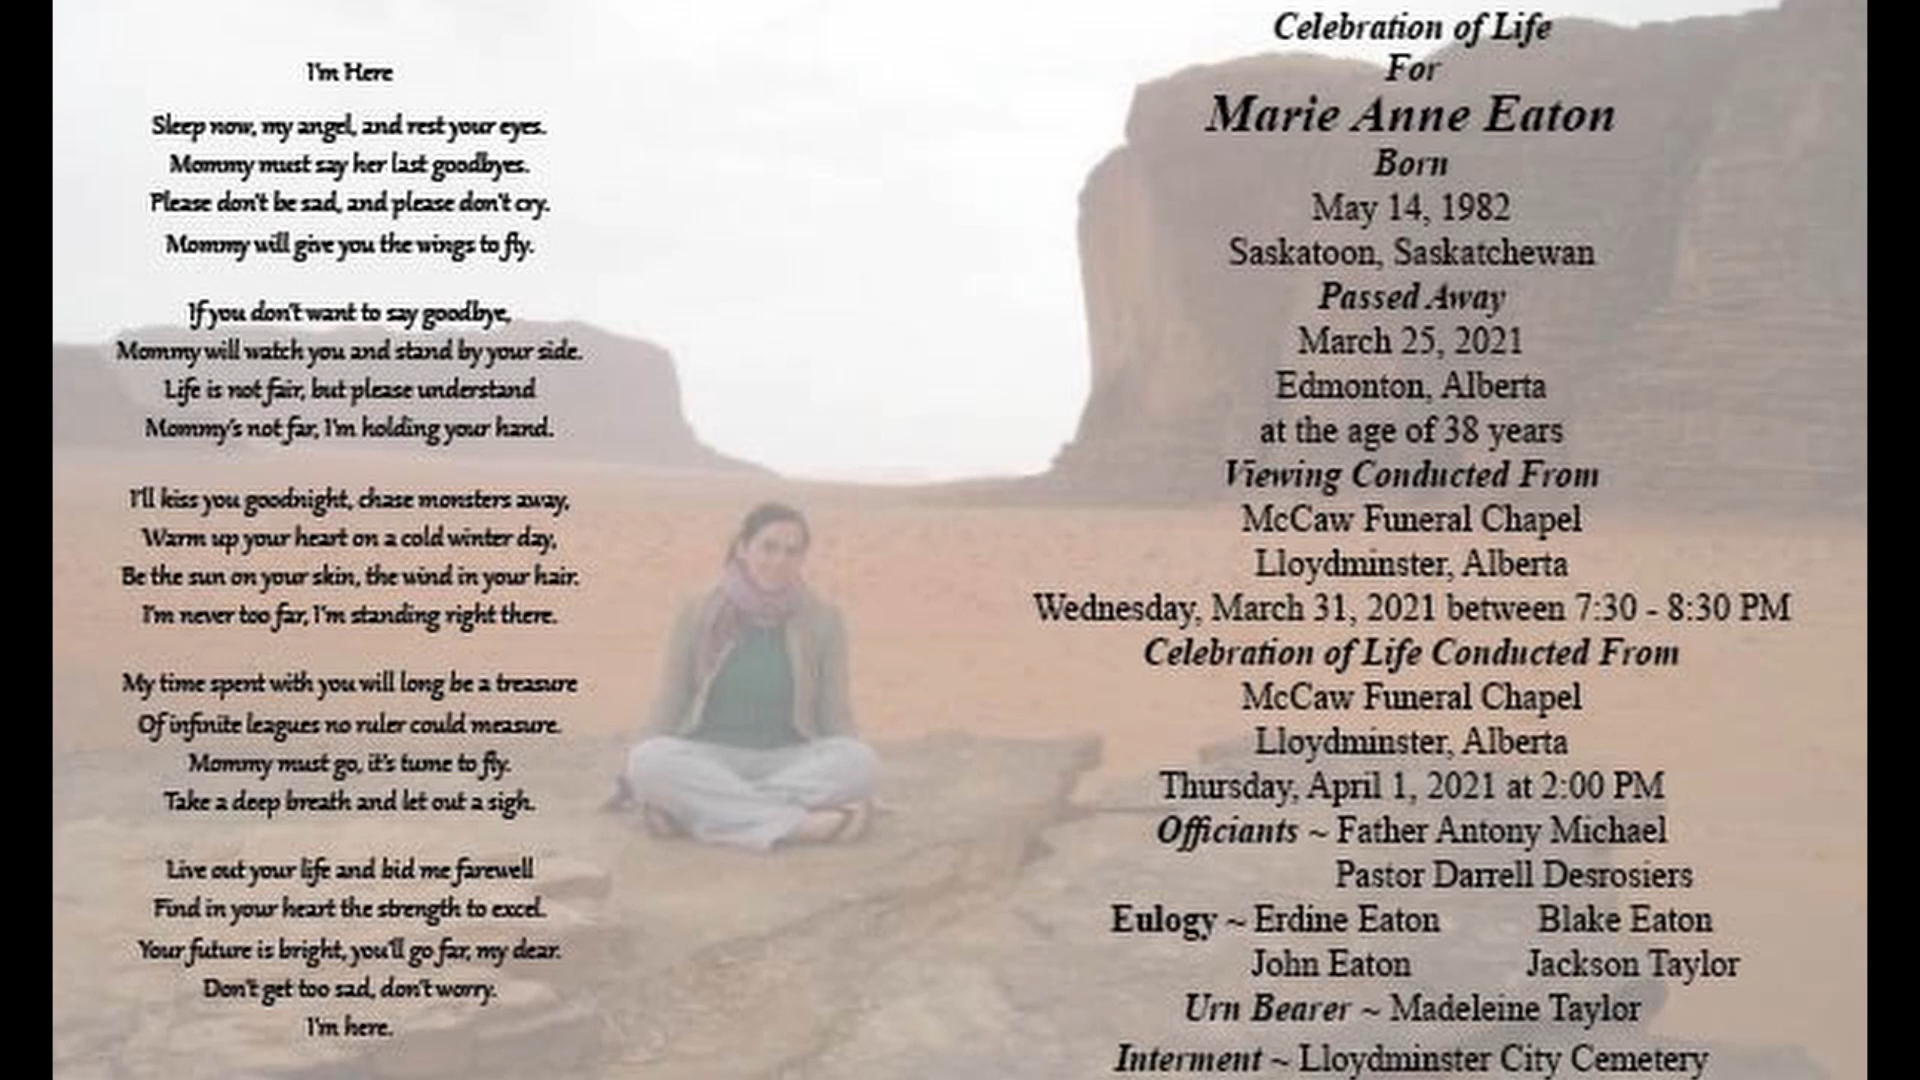 I'm Here
Sleep now, my angel, and rest your eyes.
Mommy must say her last goodbyes.
Please don't be sad, and please don't cry.
Mommy will give you the wings to fly.
If you don't want to say goodbye,
Mommy will watch you and stand by your side.
Life is not fair, but please understand
Mommy's not far, I'm holding your hand.
I'll kiss you goodnight, chase monsters away,
Warm up your heart on a cold winter day,
Be the sun on your skin, the wind in your hair.
I'm never too far, I'm standing right there.
My time spent with you will long be a treasure
Of infinite leagues no ruler could measure.
Mommy must go, it's tume to fly.
Take a deep breath and let out a sigh.
Live out your life and bid me farewell
Find in your heart the strength to excel.
Your future is bright, you'll go far, my dear.
Don't get too sad, don't worry.
I'm here.
Celebration of Life
For
Marie Anne Eaton
Born
May 14, 1982
Saskatoon, Saskatchewan
Passed Away
March 25, 2021
Edmonton, Alberta
at the age of 38 years
Viewing Conducted From
McCaw Funeral Chapel
Lloydminster, Alberta
Wednesday, March 31, 2021 between 7:30 - 8:30 PM
Celebration of Life Conducted From
McCaw Funeral Chapel
Lloydminster, Alberta
Thursday, April 1, 2021 at 2:00 PM
Officiants ~ Father Antony Michael
Pastor Darrell Desrosiers
Eulogy ~ Erdine Eaton Blake Eaton
John Eaton Jackson Taylor
Urn Bearer ~ Madeleine Taylor
Interment ~ Lloydminster City Cemetery